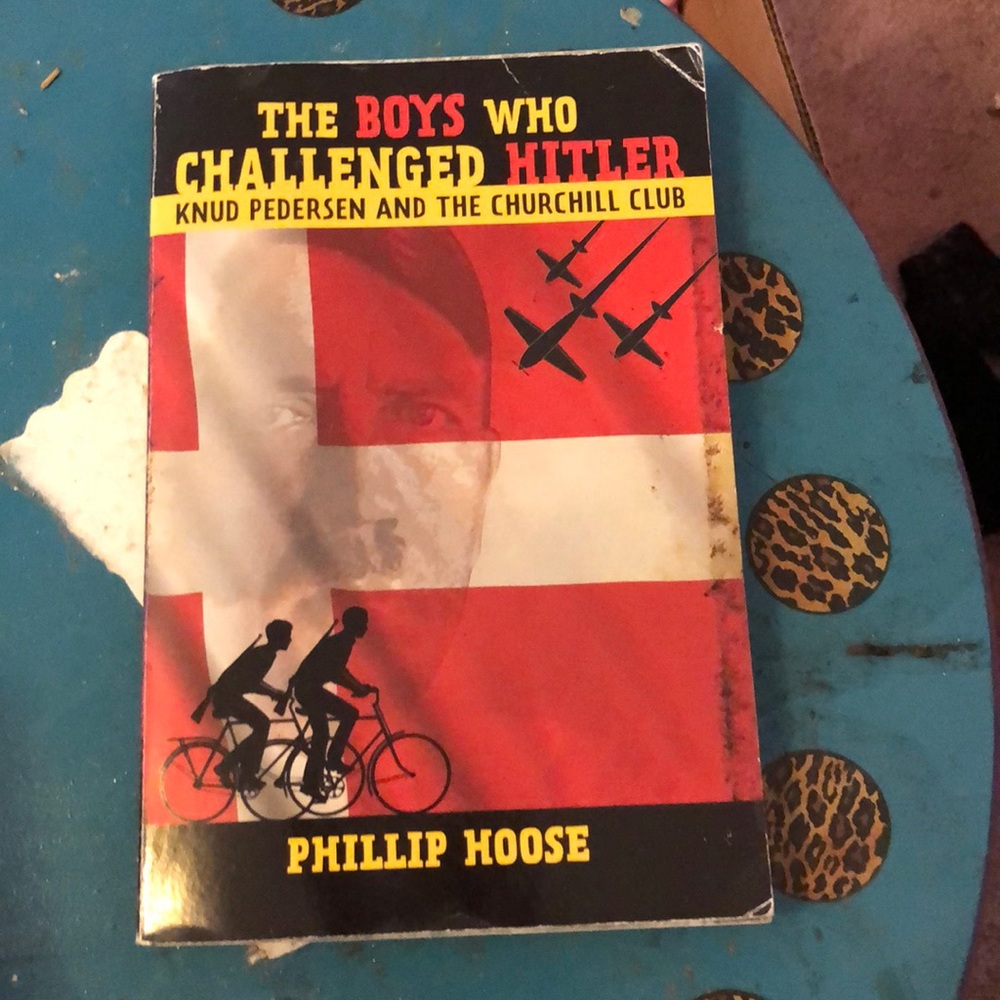 THE BOYS WHO
CHALLENGED HITLER
KNUD PEDERSEN AND THE CHURCHILL CLUB
PHILLIP HOOSE